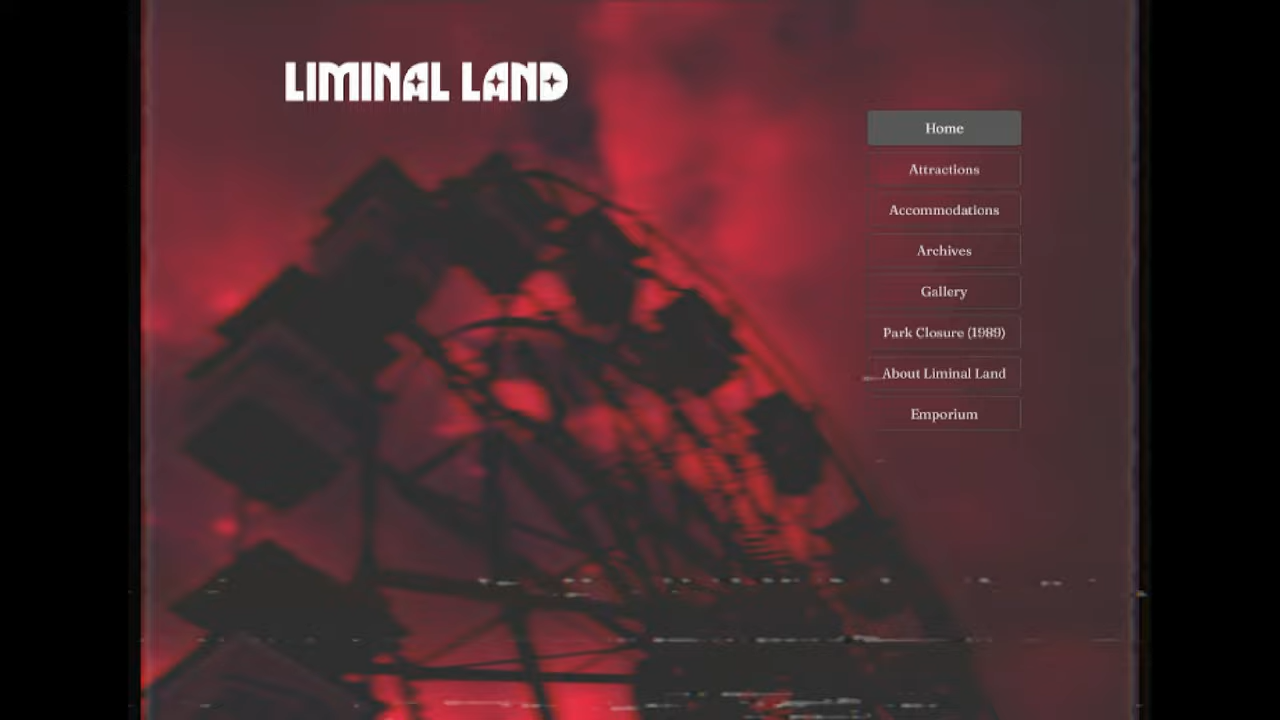 LIMINAL LAND
Home
Attractions
Accommodations
Archives
Gallery
Park Closure (1989)
About Liminal Land
Emporium